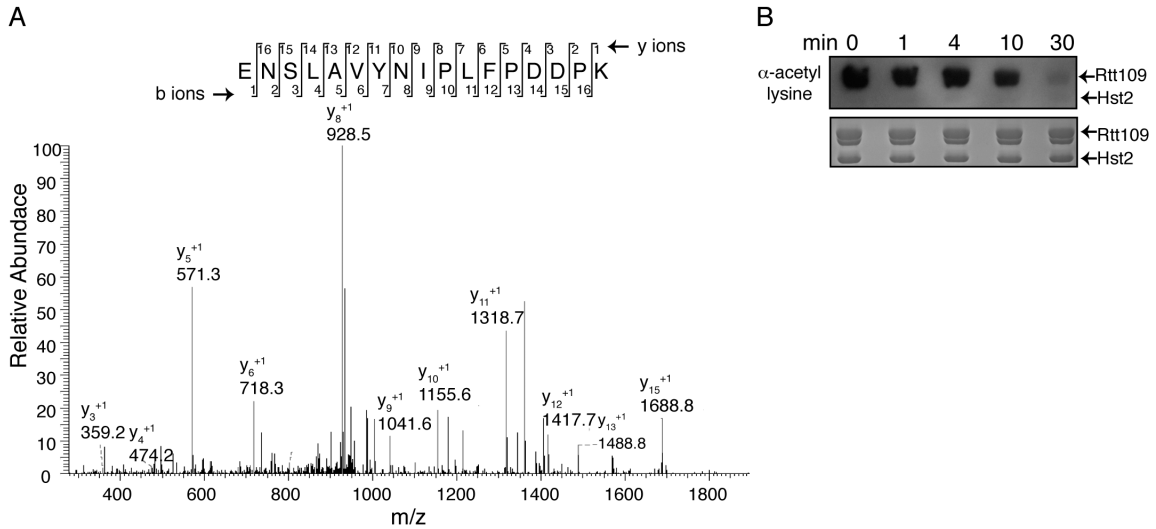 A
16 15 14 13 12 11 10 9 8 7 6 5 4 3 2 1 ← y ions
E N S L A V Y N I P L F P D D P K
b ions → 1 2 3 4 5 6 7 8 9 10 11 12 13 14 15 16
y8+1
928.5
y5+1
571.3
y11+1
1318.7
y6+1
718.3
y10+1
1155.6
y15+1
1688.8
y12+1
1417.7
y9+1
1041.6
y3+1
359.2
y4+1
474.2
y13+1
1488.8
Relative Abundace
100
90
80
70
60
50
40
30
20
10
0
400 600 800 1000 1200 1400 1600 1800
m/z
B
min 0 1 4 10 30
α-acetyl
lysine
←Rtt109
←Hst2
←Rtt109
←Hst2